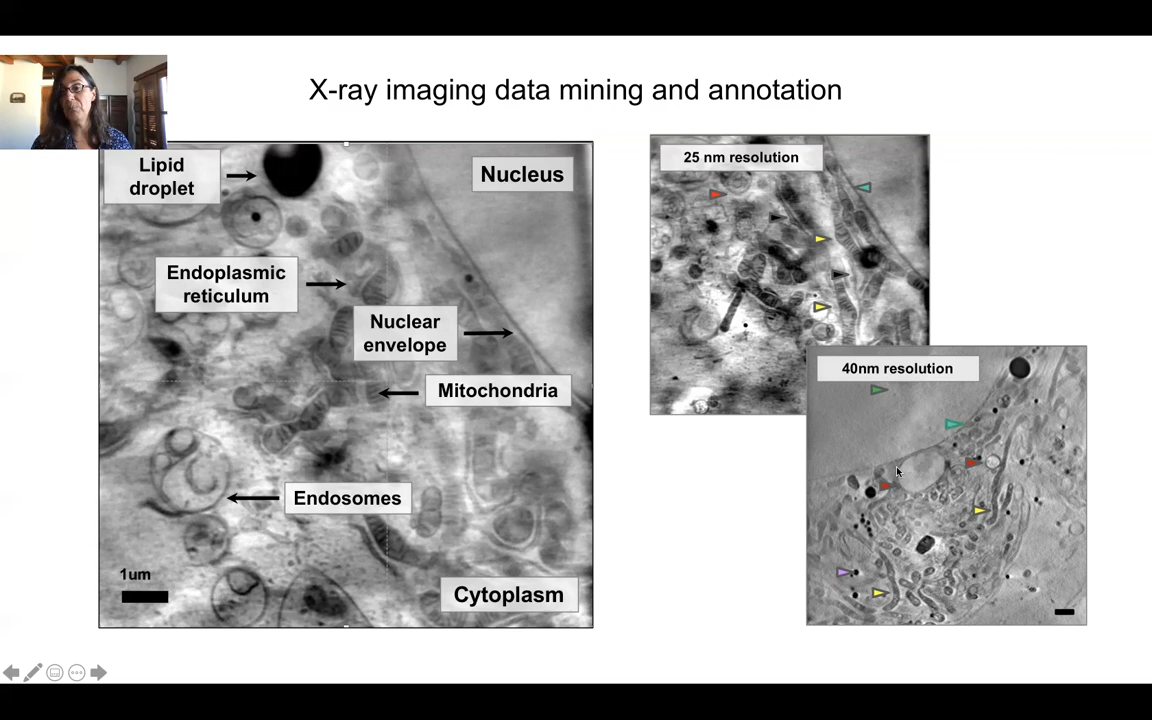 X-ray imaging data mining and annotation
Lipid
droplet
Nucleus
Endoplasmic
reticulum
Nuclear
envelope
Mitochondria
Endosomes
1um
Cytoplasm
25 nm resolution
40nm resolution